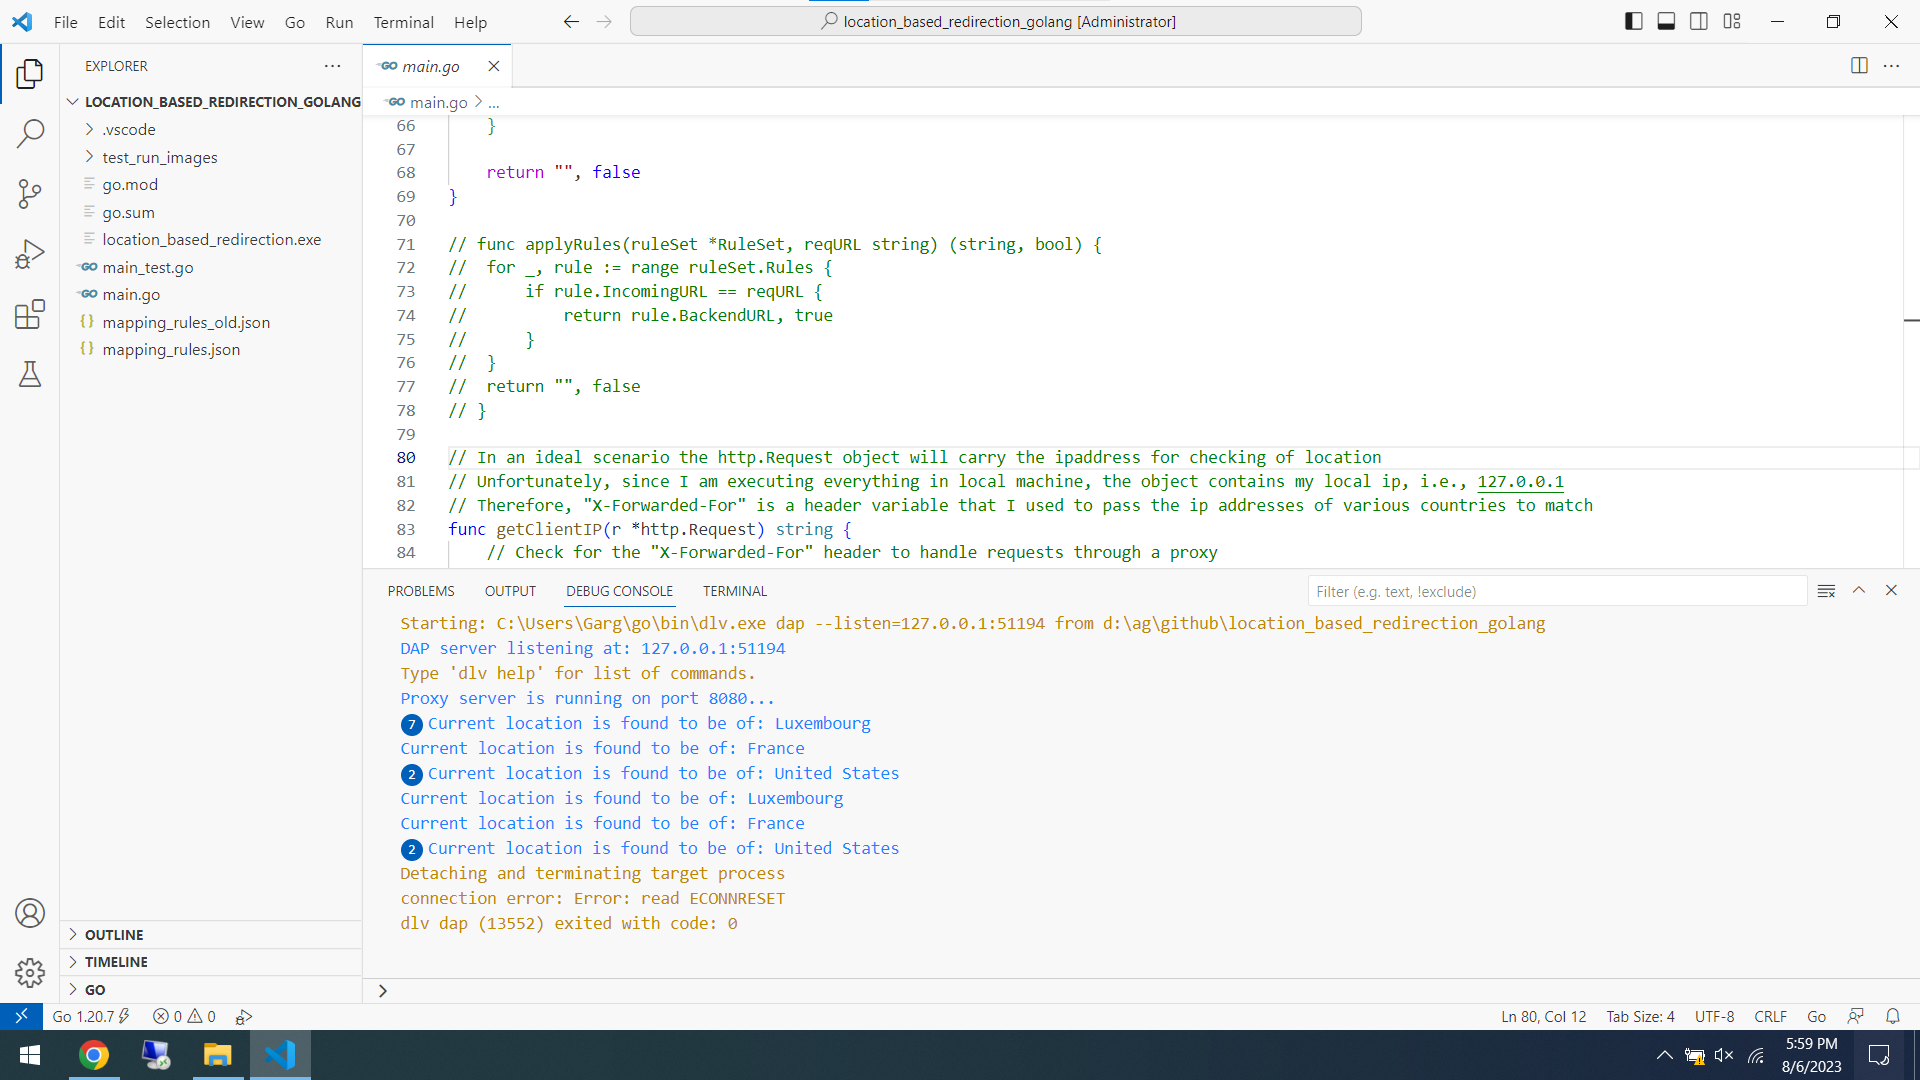 File Edit Selection View Go Run Terminal Help
location_based_redirection_golang [Administrator]
EXPLORER
LOCATION_BASED_REDIRECTION_GOLANG
.vscode
test_run_images
go.mod
go.sum
location_based_redirection.exe
main_test.go
main.go
mapping_rules_old.json
mapping_rules.json
OUTLINE
TIMELINE
GO
main.go
main.go > ...
66 }
67
68 return "", false
69 }
70
71 // func applyRules(ruleSet *RuleSet, reqURL string) (string, bool) {
72 // for _, rule := range ruleSet.Rules {
73 // if rule.IncomingURL == reqURL {
74 // return rule.BackendURL, true
75 // }
76 // }
77 // return "", false
78 // }
79
80 // In an ideal scenario the http.Request object will carry the ipaddress for checking of location
81 // Unfortunately, since I am executing everything in local machine, the object contains my local ip, i.e., 127.0.0.1
82 // Therefore, "X-Forwarded-For" is a header variable that I used to pass the ip addresses of various countries to match
83 func getClientIP(r *http.Request) string {
84 // Check for the "X-Forwarded-For" header to handle requests through a proxy
PROBLEMS OUTPUT DEBUG CONSOLE TERMINAL
Filter (e.g. text, !exclude)
Starting: C:\Users\Garg\go\bin\dlv.exe dap --listen=127.0.0.1:51194 from d:\ag\github\location_based_redirection_golang
DAP server listening at: 127.0.0.1:51194
Type 'dlv help' for list of commands.
Proxy server is running on port 8080...
7 Current location is found to be of: Luxembourg
Current location is found to be of: France
2 Current location is found to be of: United States
Current location is found to be of: Luxembourg
Current location is found to be of: France
2 Current location is found to be of: United States
Detaching and terminating target process
connection error: Error: read ECONNRESET
dlv dap (13552) exited with code: 0
>
Go 1.20.7 0 0
Ln 80, Col 12 Tab Size: 4 UTF-8 CRLF Go
5:59 PM
8/6/2023